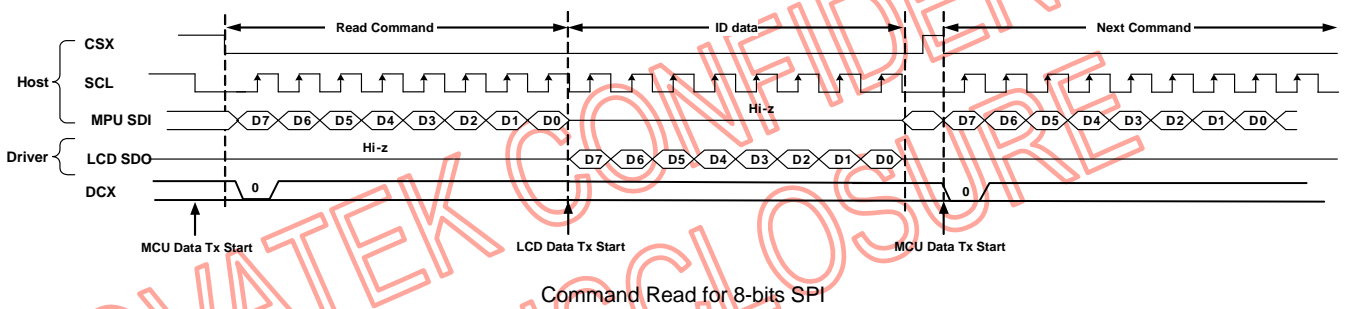 Read Command ID data Next Command
CSX
Host SCL
Hi-z
MPU SDI D7 D6 D5 D4 D3 D2 D1 D0 D7 D6 D5 D4 D3 D2 D1 D0
Hi-z
Driver LCD SDO D7 D6 D5 D4 D3 D2 D1 D0
DCX 0 0
MCU Data Tx Start LCD Data Tx Start MCU Data Tx Start
Command Read for 8-bits SPI